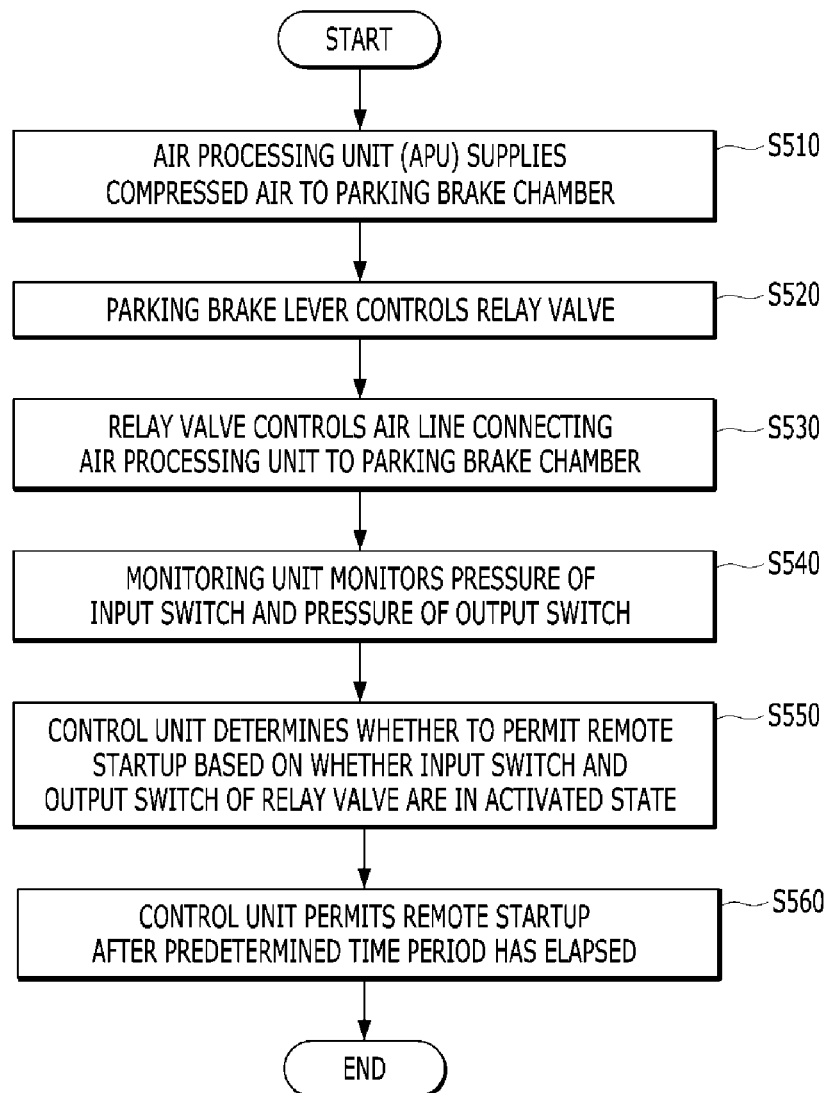 START
AIR PROCESSING UNIT (APU) SUPPLIES
COMPRESSED AIR TO PARKING BRAKE CHAMBER
S510
PARKING BRAKE LEVER CONTROLS RELAY VALVE
S520
RELAY VALVE CONTROLS AIR LINE CONNECTING
AIR PROCESSING UNIT TO PARKING BRAKE CHAMBER
S530
MONITORING UNIT MONITORS PRESSURE OF
INPUT SWITCH AND PRESSURE OF OUTPUT SWITCH
S540
CONTROL UNIT DETERMINES WHETHER TO PERMIT REMOTE
STARTUP BASED ON WHETHER INPUT SWITCH AND
OUTPUT SWITCH OF RELAY VALVE ARE IN ACTIVATED STATE
S550
CONTROL UNIT PERMITS REMOTE STARTUP
AFTER PREDETERMINED TIME PERIOD HAS ELAPSED
S560
END